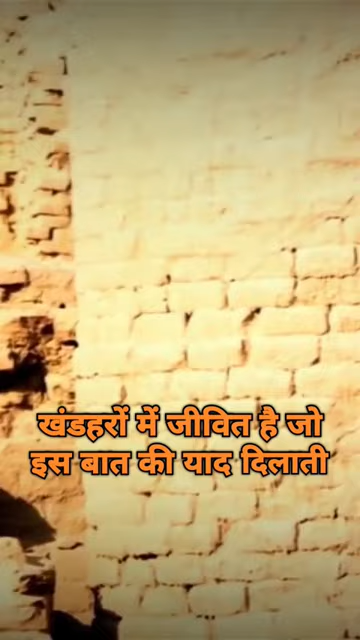 खंडहरों में जीवित है जो
इस बात की याद दिलाती